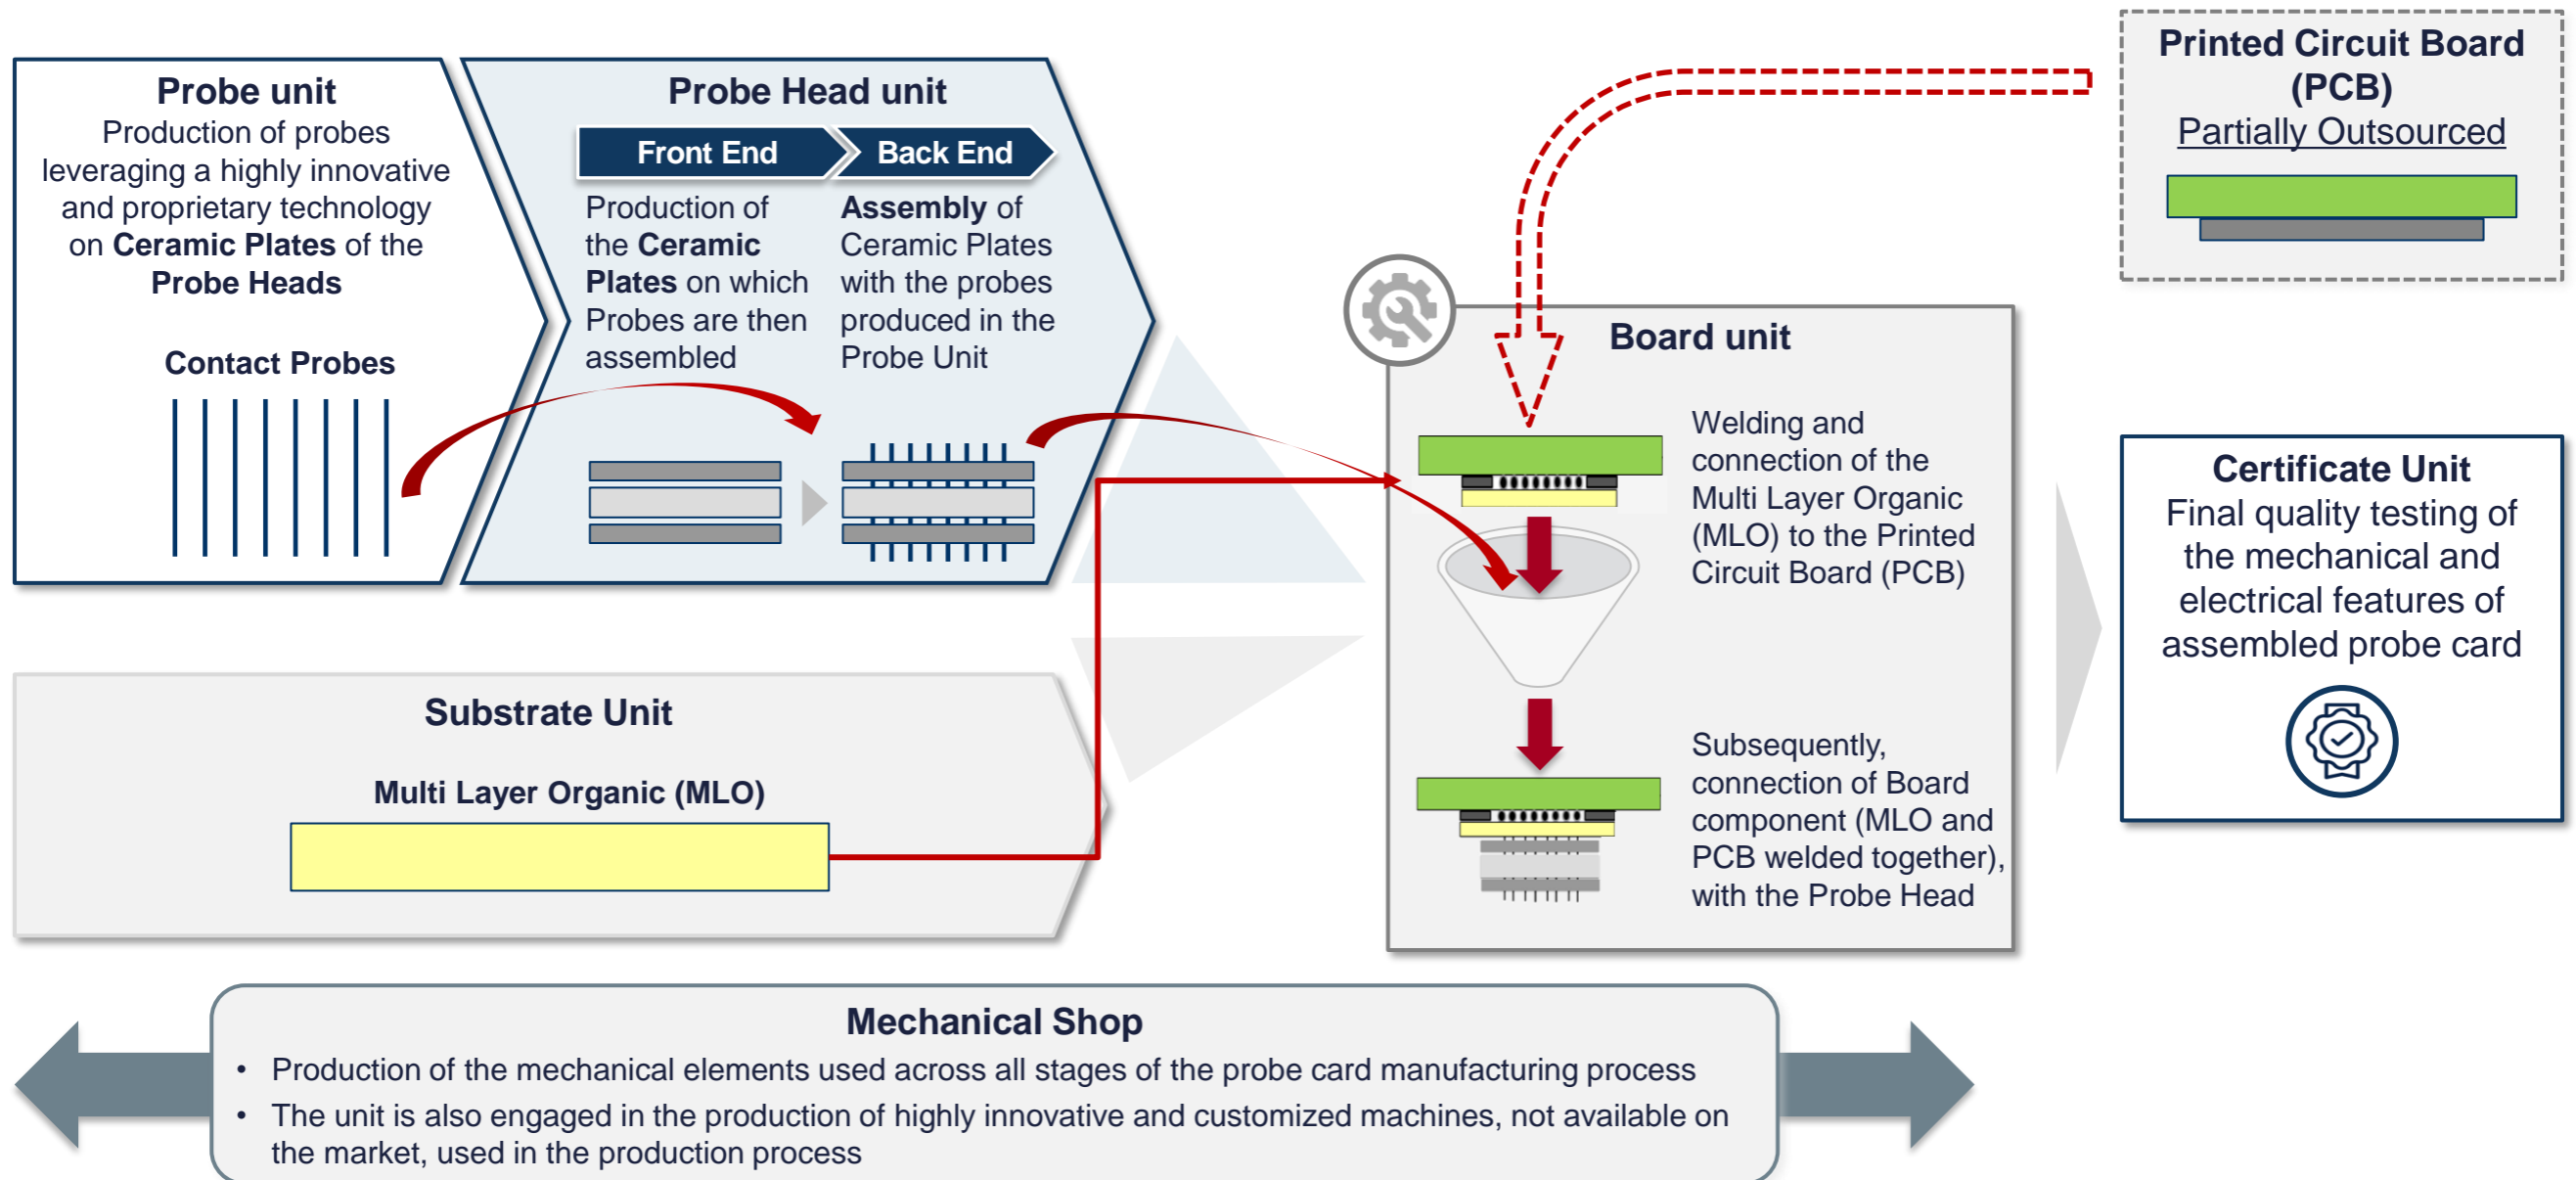 Probe unit
Production of probes
leveraging a highly innovative
and proprietary technology
on Ceramic Plates of the
Probe Heads
Contact Probes
Probe Head unit
Front End
Back End
Production of
the Ceramic
Plates on which
Probes are then
assembled
Assembly of
Ceramic Plates
with the probes
produced in the
Probe Unit
Printed Circuit Board
(PCB)
Partially Outsourced
Board unit
Welding and
connection of the
Multi Layer Organic
(MLO) to the Printed
Circuit Board (PCB)
Subsequently,
connection of Board
component (MLO and
PCB welded together),
with the Probe Head
Certificate Unit
Final quality testing of
the mechanical and
electrical features of
assembled probe card
Substrate Unit
Multi Layer Organic (MLO)
Mechanical Shop
• Production of the mechanical elements used across all stages of the probe card manufacturing process
• The unit is also engaged in the production of highly innovative and customized machines, not available on
the market, used in the production process